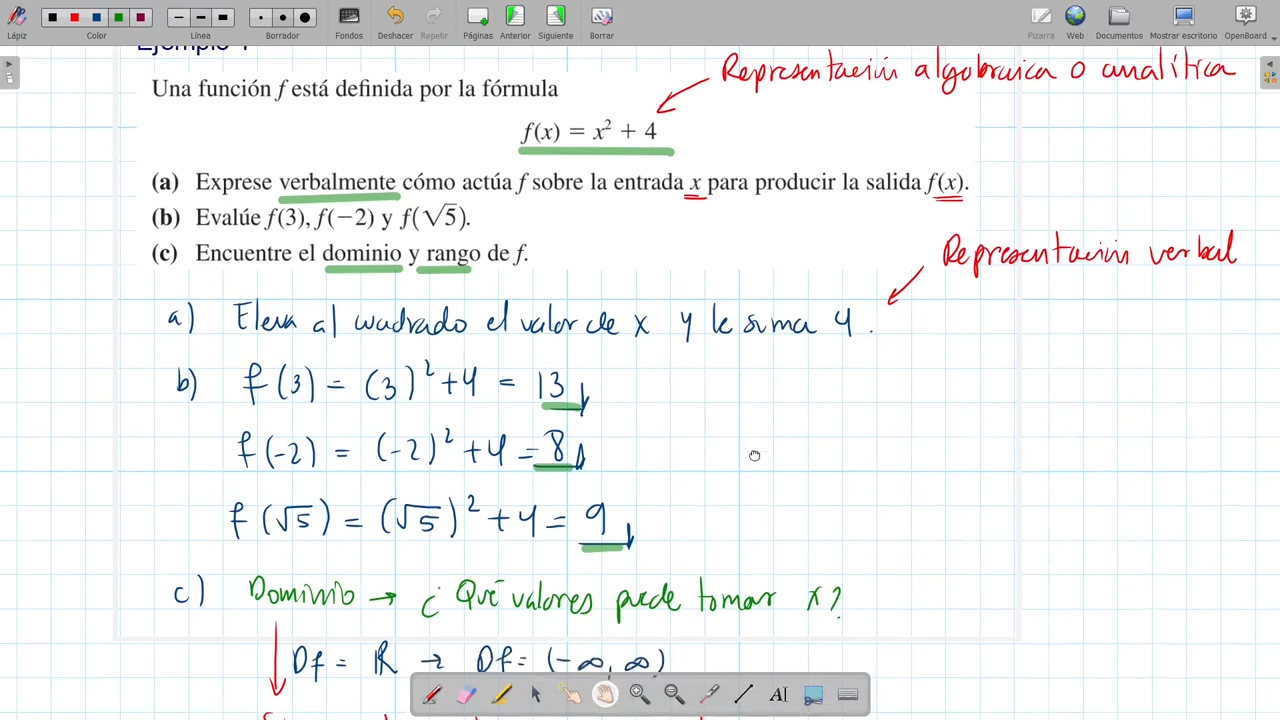 Lápiz
Color
Línea
Borrador
Fondos
Deshacer
Repetir
Páginas
Anterior
Siguiente
Borrar
Pizarra
Web
Documentos
Mostrar escritorio
OpenBoard
Representación algebraica o analítica
Una función f está definida por la fórmula
f(x) = x² + 4
(a) Exprese verbalmente cómo actúa f sobre la entrada x para producir la salida f(x).
(b) Evalúe f(3), f(−2) y f(√5).
(c) Encuentre el dominio y rango de f.
Representación verbal
a) Eleva al cuadrado el valor de x y le suma 4.
b) f(3) = (3)² + 4 = 13
f(-2) = (-2)² + 4 = 8
f(√5) = (√5)² + 4 = 9
c) Dominio → ¿Qué valores puede tomar x?
Df = ℝ → Df = (-∞, ∞)
AI